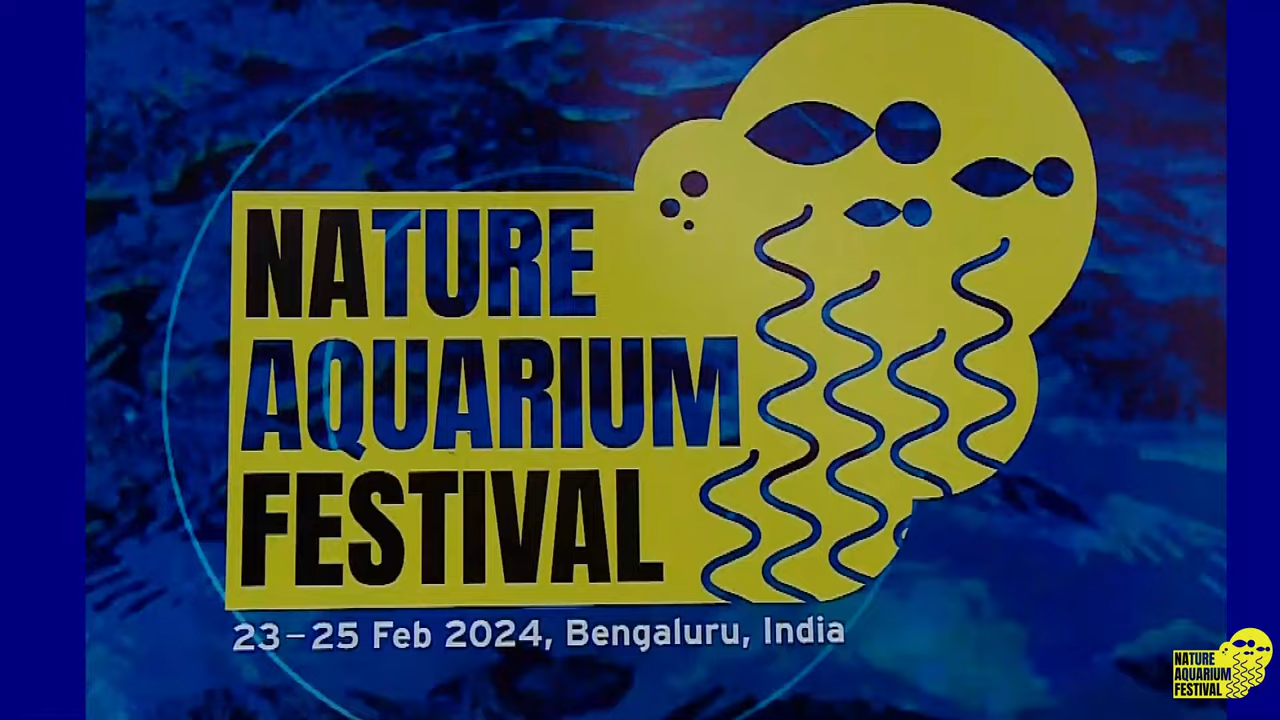 NATURE
AQUARIUM
FESTIVAL
23–25 Feb 2024, Bengaluru, India
NATURE
AQUARIUM
FESTIVAL